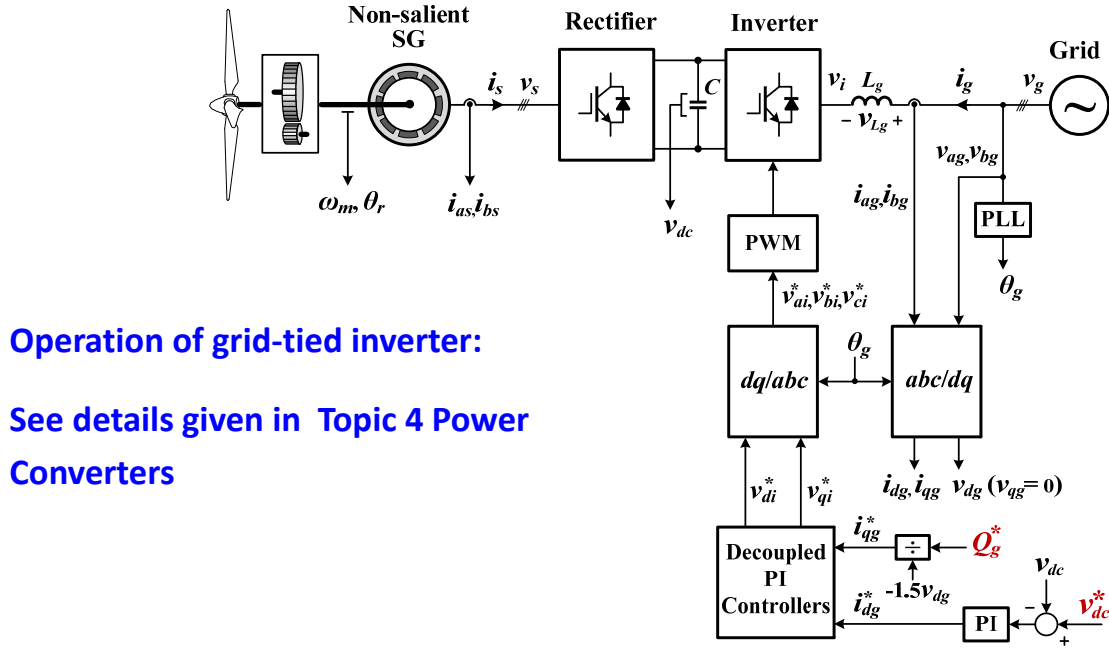 Non-salient
SG
Rectifier
Inverter
Grid
i_s
v_s
C
v_i
L_g
i_g
v_g
- v_Lg +
v_ag, v_bg
ω_m, θ_r
i_as, i_bs
v_dc
i_ag, i_bg
PWM
PLL
θ_g
v*_ai, v*_bi, v*_ci
Operation of grid-tied inverter:
See details given in Topic 4 Power
Converters
dq/abc
θ_g
abc/dq
v*_di
v*_qi
i_dg, i_qg
v_dg (v_qg = 0)
Decoupled
PI
Controllers
i*_qg
÷
Q*_g
-1.5v_dg
v_dc
i*_dg
PI
-
+
v*_dc